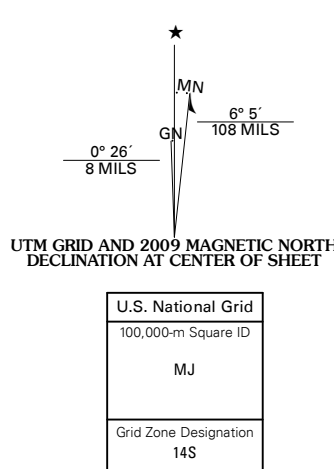 ★
MN
GN
6° 5´
108 MILS
0° 26´
8 MILS
UTM GRID AND 2009 MAGNETIC NORTH
DECLINATION AT CENTER OF SHEET
U.S. National Grid
100,000-m Square ID
MJ
Grid Zone Designation
14S